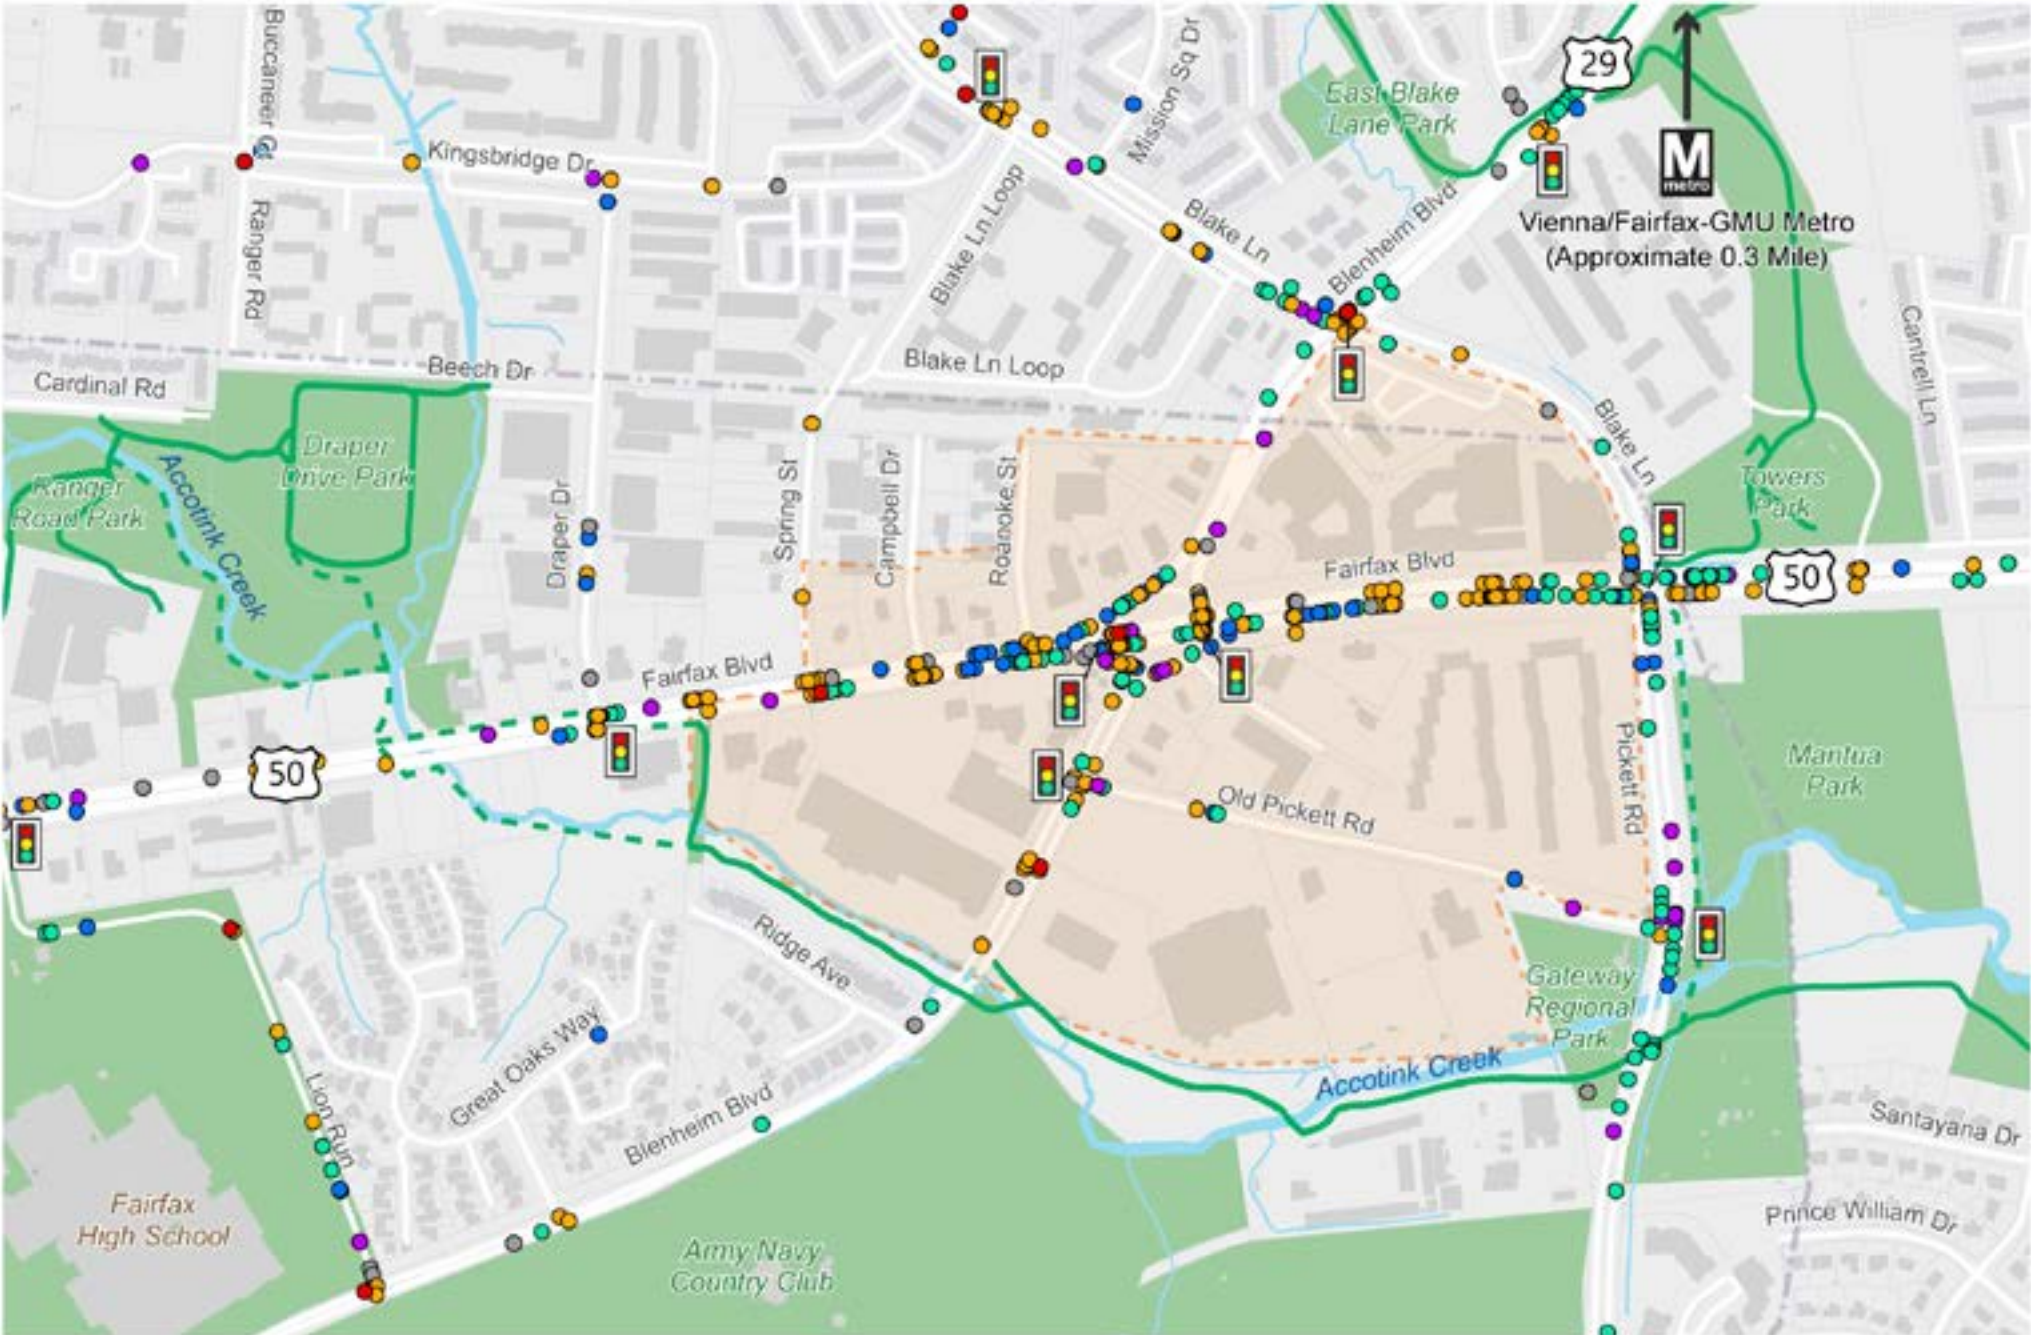 Buccaneer Ct
Mission Sq Dr
29
East Blake
Lane Park
M
metro
Kingsbridge Dr
Ranger Rd
Blake Ln Loop
Blake Ln
Blenheim Blvd
Vienna/Fairfax-GMU Metro
(Approximate 0.3 Mile)
Cantrell Ln
Cardinal Rd
Beech Dr
Blake Ln Loop
Blake Ln
Draper
Drive Park
Ranger
Road Park
Accotink Creek
Draper Dr
Spring St
Campbell Dr
Roanoke St
Towers
Park
Fairfax Blvd
50
Fairfax Blvd
50
Pickett Rd
Mantua
Park
Old Pickett Rd
Ridge Ave
Gateway
Regional
Park
Great Oaks Way
Accotink Creek
Lion Run
Blenheim Blvd
Santayana Dr
Fairfax
High School
Prince William Dr
Army Navy
Country Club